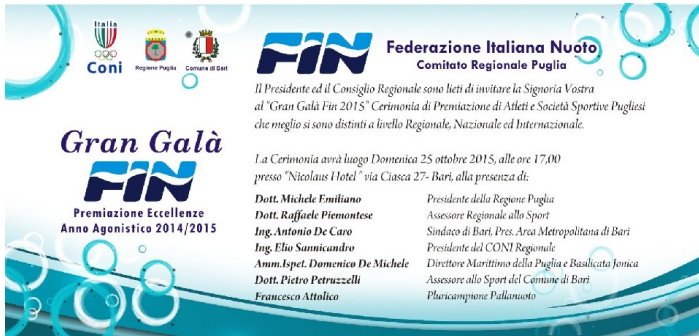 Italia
Coni
Regione Puglia
Comune di Bari
FIN
Federazione Italiana Nuoto
Comitato Regionale Puglia
Il Presidente ed il Consiglio Regionale sono lieti di invitare la Signoria Vostra
al "Gran Galà Fin 2015" Cerimonia di Premiazione di Atleti e Società Sportive Pugliesi
che meglio si sono distinti a livello Regionale, Nazionale ed Internazionale.
Gran Galà
FIN
Premiazione Eccellenze
Anno Agonistico 2014/2015
La Cerimonia avrà luogo Domenica 25 ottobre 2015, alle ore 17,00
presso "Nicolaus Hotel" via Ciasca 27- Bari, alla presenza di:
Dott. Michele Emiliano Presidente della Regione Puglia
Dott. Raffaele Piemontese Assessore Regionale allo Sport
Ing. Antonio De Caro Sindaco di Bari, Pres. Area Metropolitana di Bari
Ing. Elio Sannicandro Presidente del CONI Regionale
Amm.Ispet. Domenico De Michele Direttore Marittimo della Puglia e Basilicata Jonica
Dott. Pietro Petruzzelli Assessore allo Sport del Comune di Bari
Francesco Attolico Pluricampione Pallanuoto